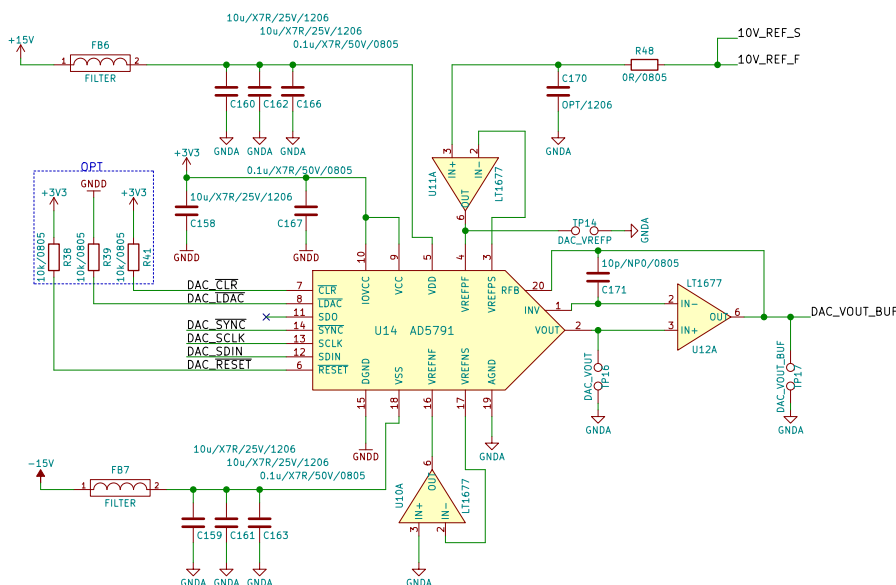 10u/X7R/25V/1206
10u/X7R/25V/1206
0.1u/X7R/50V/0805
+15V
FB6
1 2
FILTER
C160
C162
C166
GNDA
GNDA
GNDA
10V_REF_S
10V_REF_F
R48
0R/0805
C170
OPT/1206
GNDA
OPT
+3V3
GNDD
+3V3
10k/0805
R38
10k/0805
R39
10k/0805
R41
+3V3
0.1u/X7R/50V/0805
10u/X7R/25V/1206
C158
C167
GNDD
GNDD
3
2
IN+
IN-
U11A
LT1677
OUT
6
TP14
DAC_VREFP
GNDA
10
9
5
4
3
IOVCC
VCC
VDD
VREFPF
VREFPS
DAC_CLR
7
CLR
DAC_LDAC
8
LDAC
11
SDO
DAC_SYNC
14
SYNC
DAC_SCLK
13
SCLK
DAC_SDIN
12
SDIN
DAC_RESET
6
RESET
U14
AD5791
RFB
20
INV
1
VOUT
2
10p/NP0/0805
C171
LT1677
2
IN-
3
IN+
OUT
6
U12A
DAC_VOUT_BUF
DAC_VOUT
TP16
GNDA
DAC_VOUT_BUF
TP17
GNDA
DGND
VSS
VREFNF
VREFNS
AGND
15
18
16
17
19
GNDD
GNDA
6
OUT
U10A
LT1677
IN+
IN-
3
2
GNDA
10u/X7R/25V/1206
10u/X7R/25V/1206
0.1u/X7R/50V/0805
-15V
FB7
1 2
FILTER
C159
C161
C163
GNDA
GNDA
GNDA